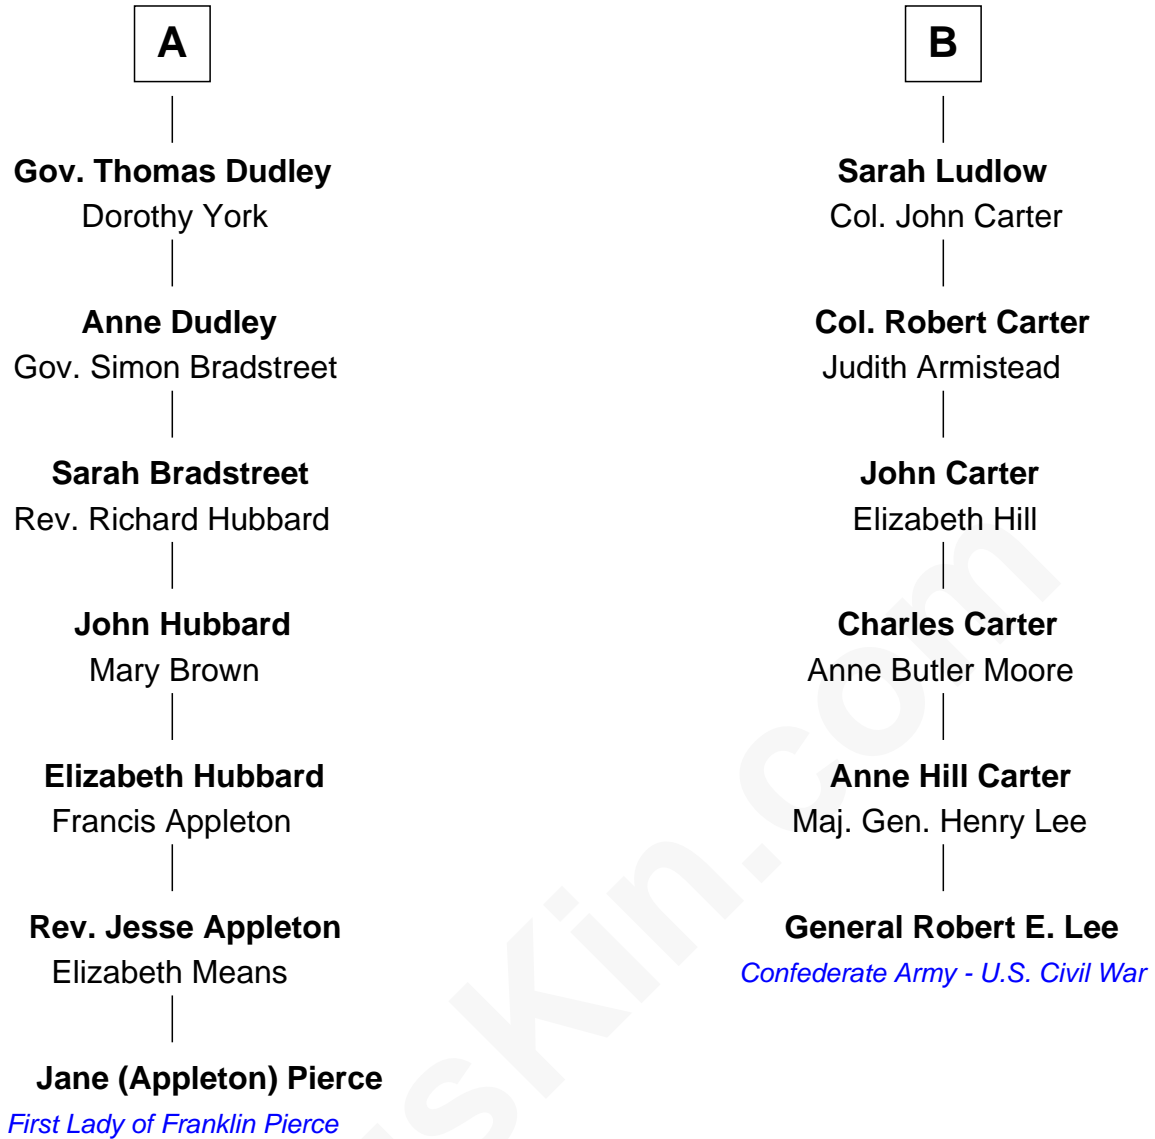 A
Gov. Thomas Dudley
Dorothy York
Anne Dudley
Gov. Simon Bradstreet
Sarah Bradstreet
Rev. Richard Hubbard
John Hubbard
Mary Brown
Elizabeth Hubbard
Francis Appleton
Rev. Jesse Appleton
Elizabeth Means
Jane (Appleton) Pierce
First Lady of Franklin Pierce
B
Sarah Ludlow
Col. John Carter
Col. Robert Carter
Judith Armistead
John Carter
Elizabeth Hill
Charles Carter
Anne Butler Moore
Anne Hill Carter
Maj. Gen. Henry Lee
General Robert E. Lee
Confederate Army - U.S. Civil War
sKin.com